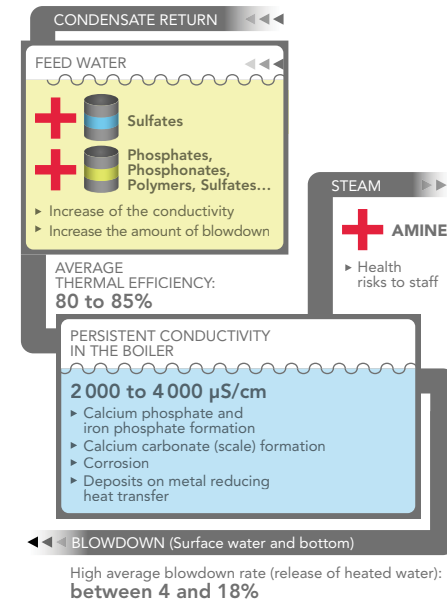 CONDENSATE RETURN
FEED WATER
Sulfates
Phosphates,
Phosphonates,
Polymers, Sulfates...
▸ Increase of the conductivity
▸ Increase the amount of blowdown
STEAM
AMINE
▸ Health
risks to staff
AVERAGE
THERMAL EFFICIENCY:
80 to 85%
PERSISTENT CONDUCTIVITY
IN THE BOILER
2 000 to 4 000 µS/cm
▸ Calcium phosphate and
iron phosphate formation
▸ Calcium carbonate (scale) formation
▸ Corrosion
▸ Deposits on metal reducing
heat transfer
BLOWDOWN (Surface water and bottom)
High average blowdown rate (release of heated water):
between 4 and 18%